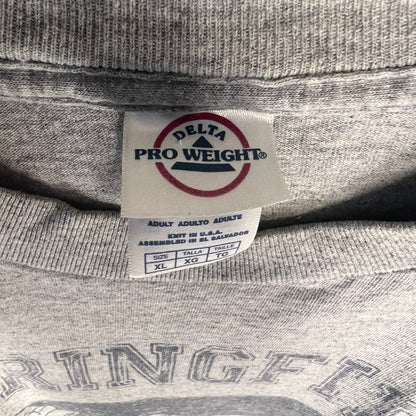 DELTA
PRO WEIGHT®
ADULT ADULTO ADULTE
KNIT IN U.S.A.
ASSEMBLED IN EL SALVADOR
SIZE TALLA TAILLE
XL XG TG
RINGFI